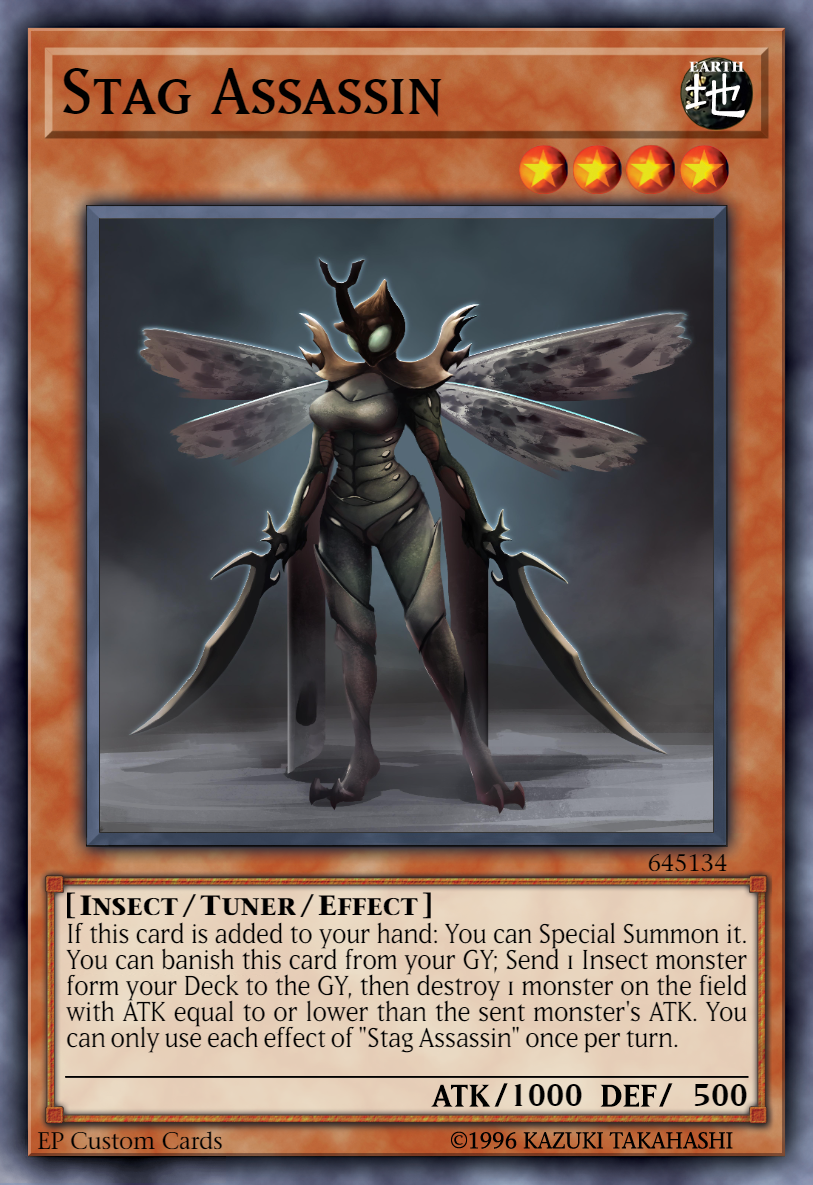 Stag Assassin
EARTH
地
645134
[ Insect / Tuner / Effect ]
If this card is added to your hand: You can Special Summon it.
You can banish this card from your GY; Send 1 Insect monster
form your Deck to the GY, then destroy 1 monster on the field
with ATK equal to or lower than the sent monster's ATK. You
can only use each effect of "Stag Assassin" once per turn.
ATK/1000 DEF/ 500
EP Custom Cards ©1996 KAZUKI TAKAHASHI